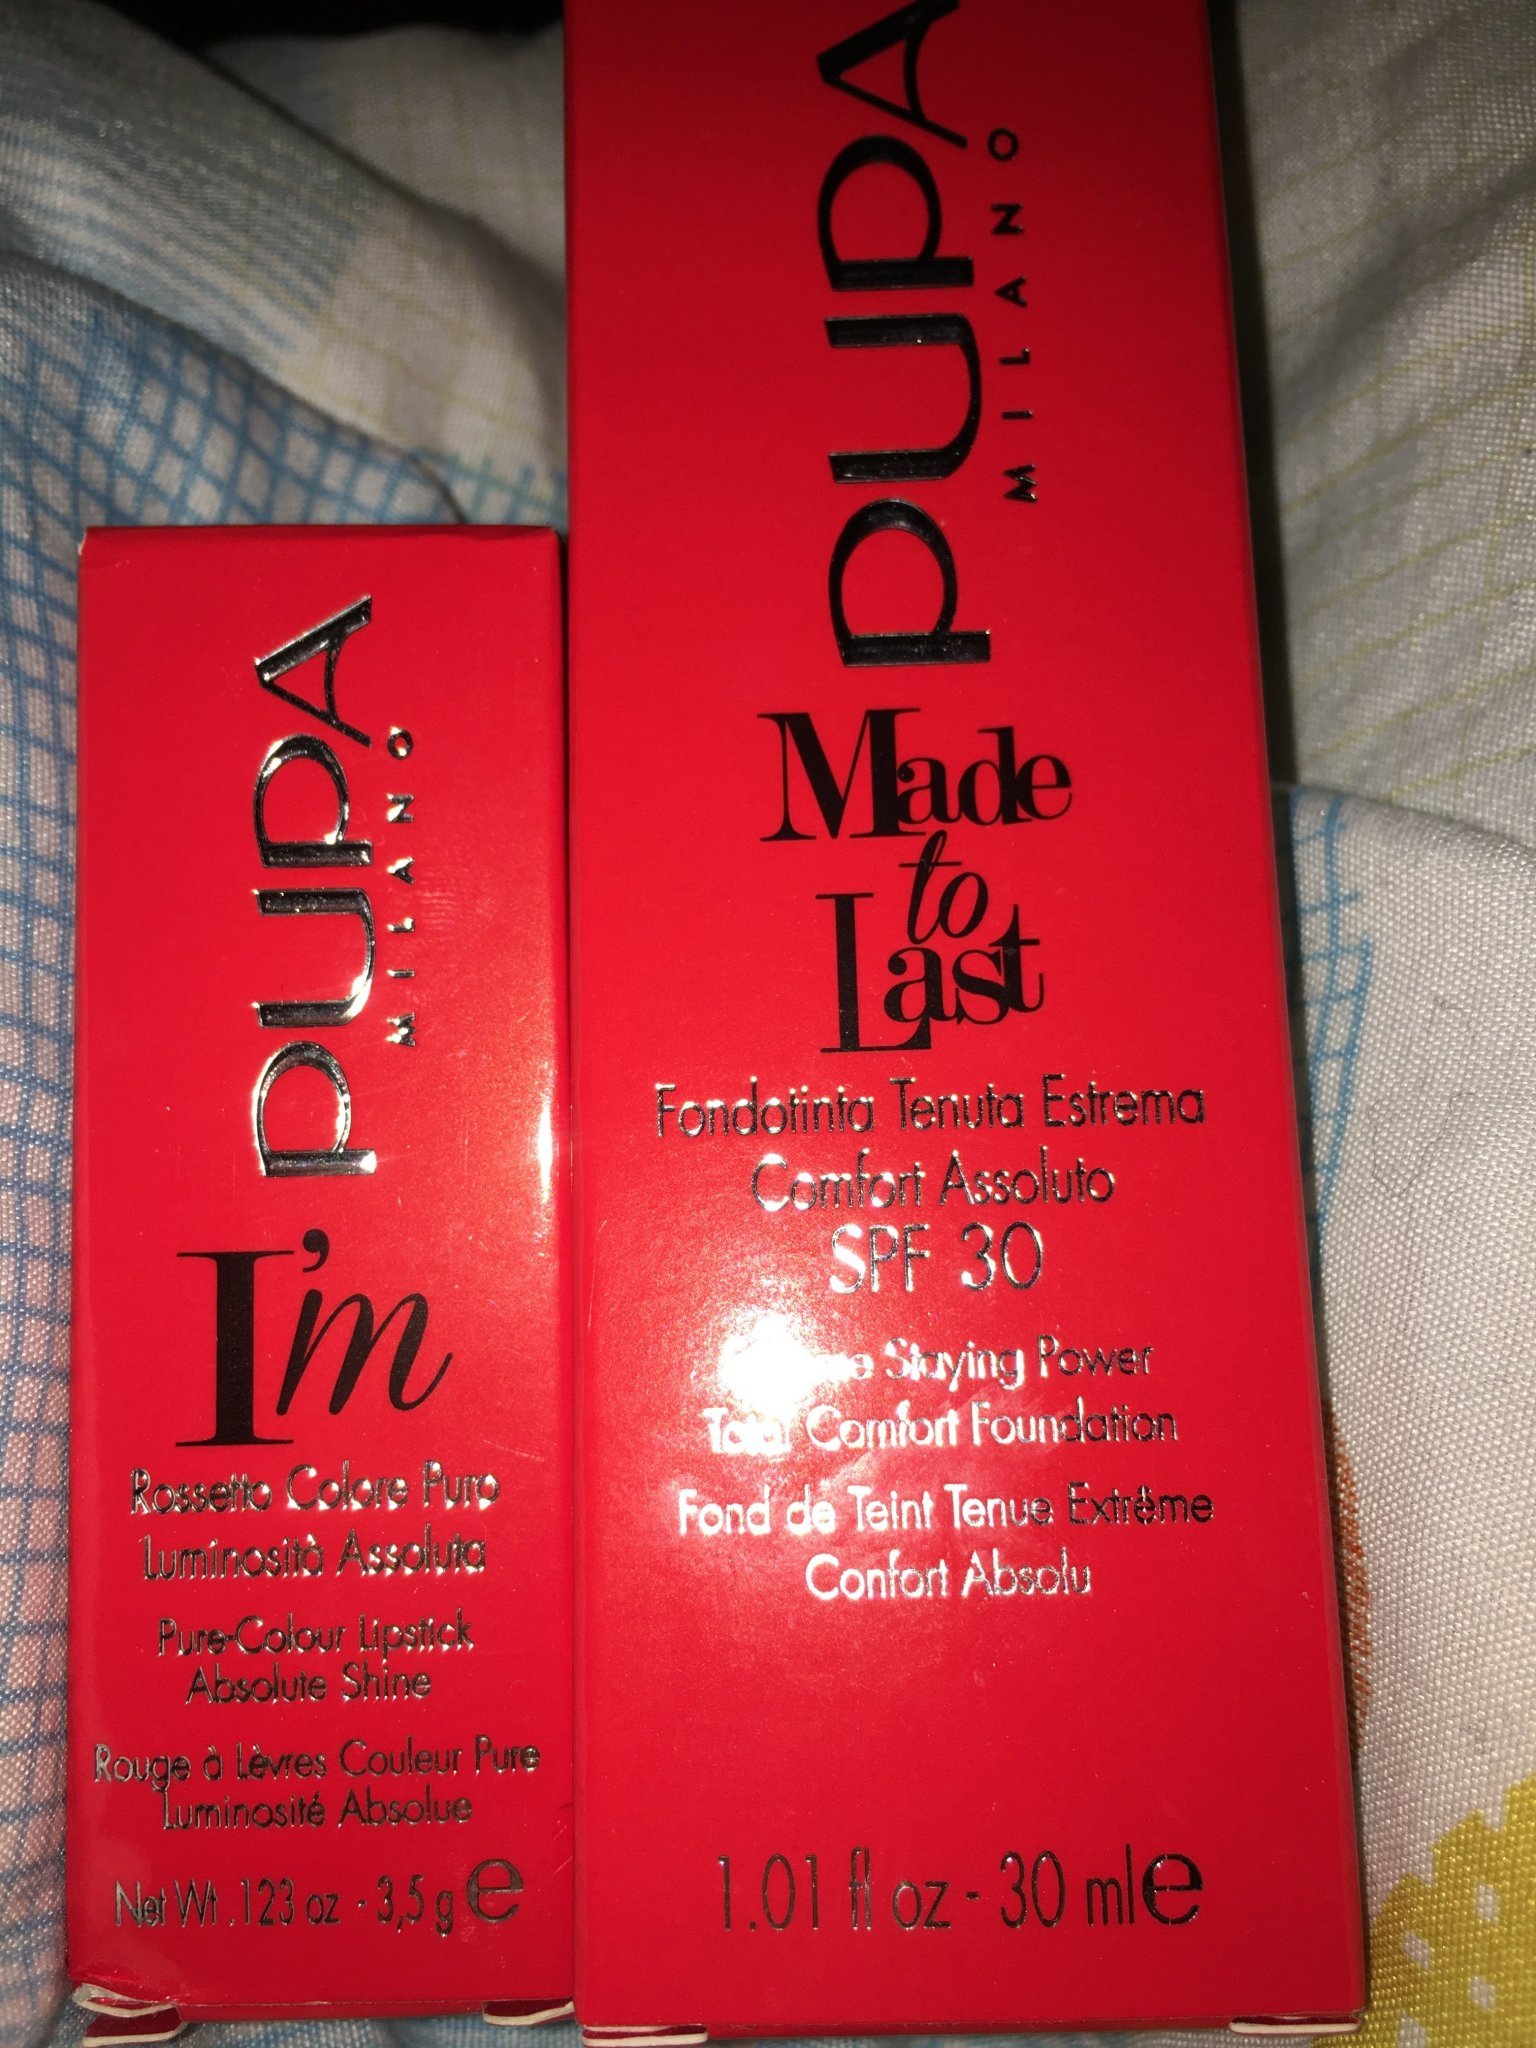 PUPA
MILANO
I'm
Rossetto Colore Puro
Luminosità Assoluta
Pure-Colour Lipstick
Absolute Shine
Rouge à Lèvres Couleur Pure
Luminosité Absolue
Net Wt .123 oz - 3,5 g e
PUPA
MILANO
Made
to
Last
Fondotinta Tenuta Estrema
Comfort Assoluto
SPF 30
Staying Power
Total Comfort Foundation
Fond de Teint Tenue Extrême
Confort Absolu
1.01 fl oz - 30 ml e